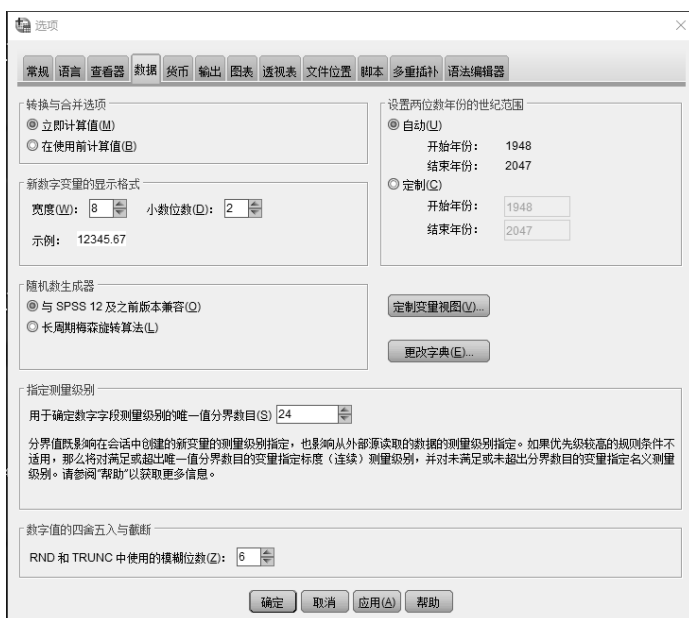 选项
常规 语言 查看器 数据 货币 输出 图表 透视表 文件位置 脚本 多重插补 语法编辑器
转换与合并选项
立即计算值(M)
在使用前计算值(B)
新数字变量的显示格式
宽度(W): 8 小数位数(D): 2
示例: 12345.67
随机数生成器
与 SPSS 12 及之前版本兼容(O)
长周期梅森旋转算法(L)
设置两位数年份的世纪范围
自动(U)
开始年份: 1948
结束年份: 2047
定制(C)
开始年份: 1948
结束年份: 2047
定制变量视图(V)...
更改字典(E)...
指定测量级别
用于确定数字字段测量级别的唯一值分界数目(S) 24
分界值既影响在会话中创建的新变量的测量级别指定，也影响从外部源读取的数据的测量级别指定。如果优先级较高的规则条件不
适用，那么将对满足或超出唯一值分界数目的变量指定标度（连续）测量级别，并对未满足或未超出分界数目的变量指定名义测量
级别。请参阅“帮助”以获取更多信息。
数字值的四舍五入与截断
RND 和 TRUNC 中使用的模糊位数(Z): 6
确定 取消 应用(A) 帮助